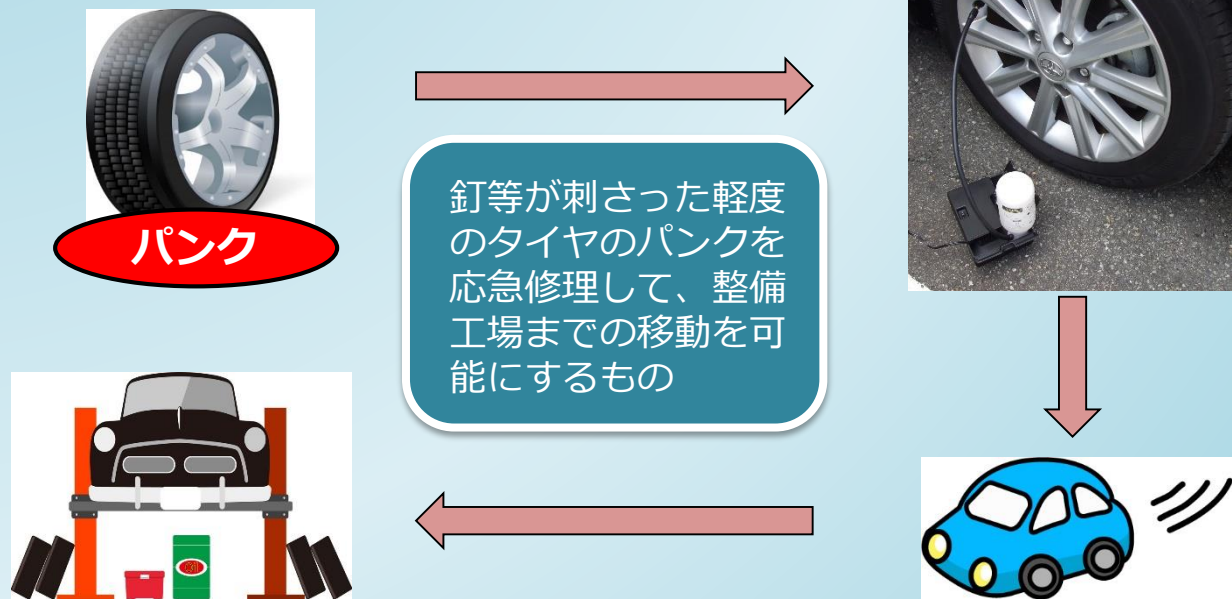 パンク
釘等が刺さった軽度
のタイヤのパンクを
応急修理して、整備
工場までの移動を可
能にするもの